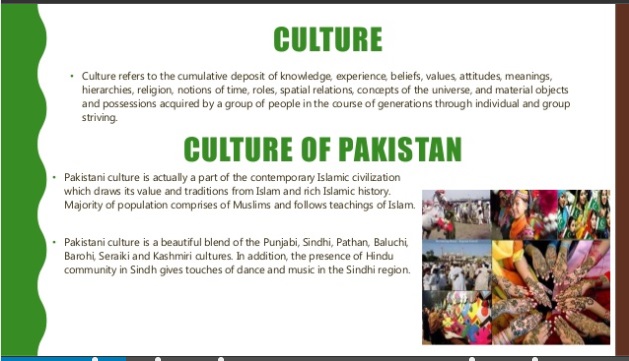 CULTURE
• Culture refers to the cumulative deposit of knowledge, experience, beliefs, values, attitudes, meanings,
hierarchies, religion, notions of time, roles, spatial relations, concepts of the universe, and material objects
and possessions acquired by a group of people in the course of generations through individual and group
striving.
CULTURE OF PAKISTAN
• Pakistani culture is actually a part of the contemporary Islamic civilization
which draws its value and traditions from Islam and rich Islamic history.
Majority of population comprises of Muslims and follows teachings of Islam.
• Pakistani culture is a beautiful blend of the Punjabi, Sindhi, Pathan, Baluchi,
Barohi, Seraiki and Kashmiri cultures. In addition, the presence of Hindu
community in Sindh gives touches of dance and music in the Sindhi region.